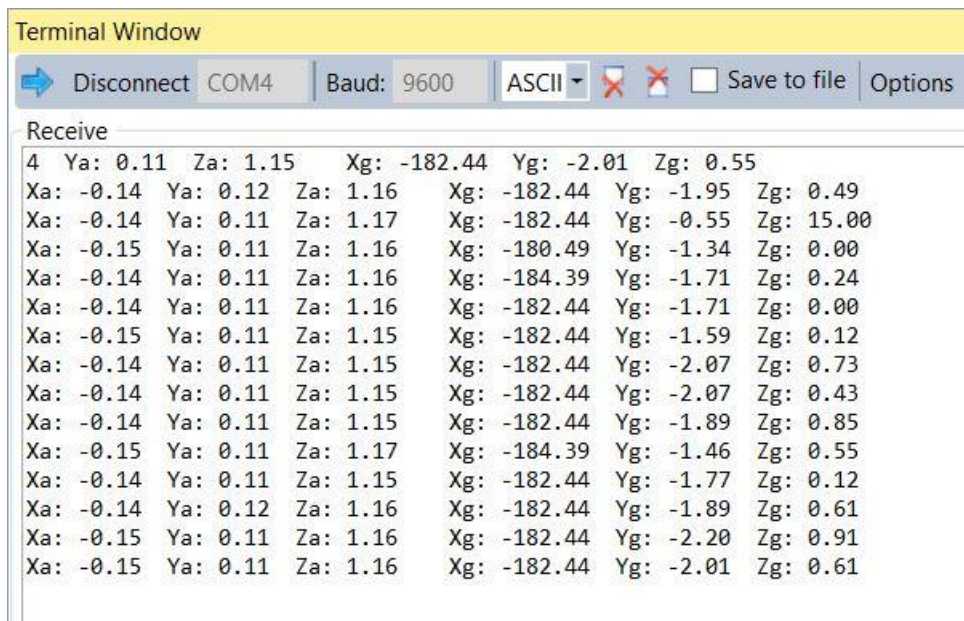 Terminal Window
Disconnect COM4 Baud: 9600 ASCII Save to file Options
Receive
4 Ya: 0.11 Za: 1.15 Xg: -182.44 Yg: -2.01 Zg: 0.55
Xa: -0.14 Ya: 0.12 Za: 1.16 Xg: -182.44 Yg: -1.95 Zg: 0.49
Xa: -0.14 Ya: 0.11 Za: 1.17 Xg: -182.44 Yg: -0.55 Zg: 15.00
Xa: -0.15 Ya: 0.11 Za: 1.16 Xg: -180.49 Yg: -1.34 Zg: 0.00
Xa: -0.14 Ya: 0.11 Za: 1.16 Xg: -184.39 Yg: -1.71 Zg: 0.24
Xa: -0.14 Ya: 0.11 Za: 1.16 Xg: -182.44 Yg: -1.71 Zg: 0.00
Xa: -0.15 Ya: 0.11 Za: 1.15 Xg: -182.44 Yg: -1.59 Zg: 0.12
Xa: -0.14 Ya: 0.11 Za: 1.15 Xg: -182.44 Yg: -2.07 Zg: 0.73
Xa: -0.14 Ya: 0.11 Za: 1.15 Xg: -182.44 Yg: -2.07 Zg: 0.43
Xa: -0.14 Ya: 0.11 Za: 1.15 Xg: -182.44 Yg: -1.89 Zg: 0.85
Xa: -0.15 Ya: 0.11 Za: 1.17 Xg: -184.39 Yg: -1.46 Zg: 0.55
Xa: -0.14 Ya: 0.11 Za: 1.15 Xg: -182.44 Yg: -1.77 Zg: 0.12
Xa: -0.14 Ya: 0.12 Za: 1.16 Xg: -182.44 Yg: -1.89 Zg: 0.61
Xa: -0.15 Ya: 0.11 Za: 1.16 Xg: -182.44 Yg: -2.20 Zg: 0.91
Xa: -0.15 Ya: 0.11 Za: 1.16 Xg: -182.44 Yg: -2.01 Zg: 0.61